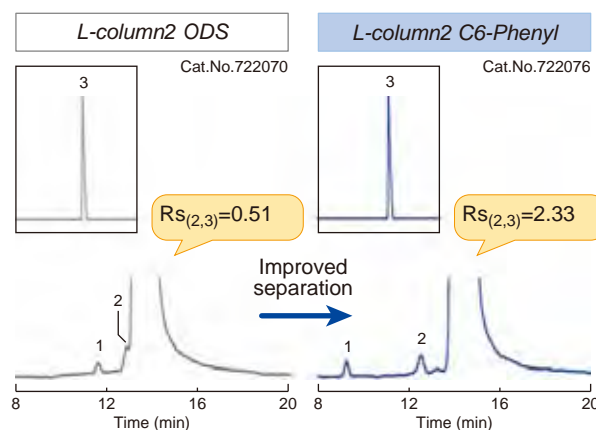 L-column2 ODS
Cat.No.722070
3
Rs(2,3)=0.51
2
1
8 12 16 20
Time (min)
Improved
separation
L-column2 C6-Phenyl
Cat.No.722076
3
Rs(2,3)=2.33
1 2
8 12 16 20
Time (min)